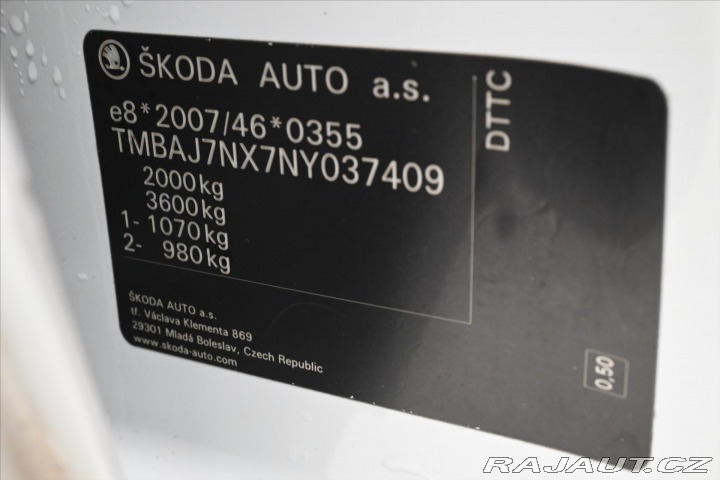 ŠKODA AUTO a.s.
e8*2007/46*0355
TMBAJ7NX7NY037409
2000kg
3600kg
1- 1070kg
2- 980kg
DTTC
ŠKODA AUTO a.s.
tř. Václava Klementa 869
29301 Mladá Boleslav, Czech Republic
www.skoda-auto.com
0,50
RAJAUT.CZ